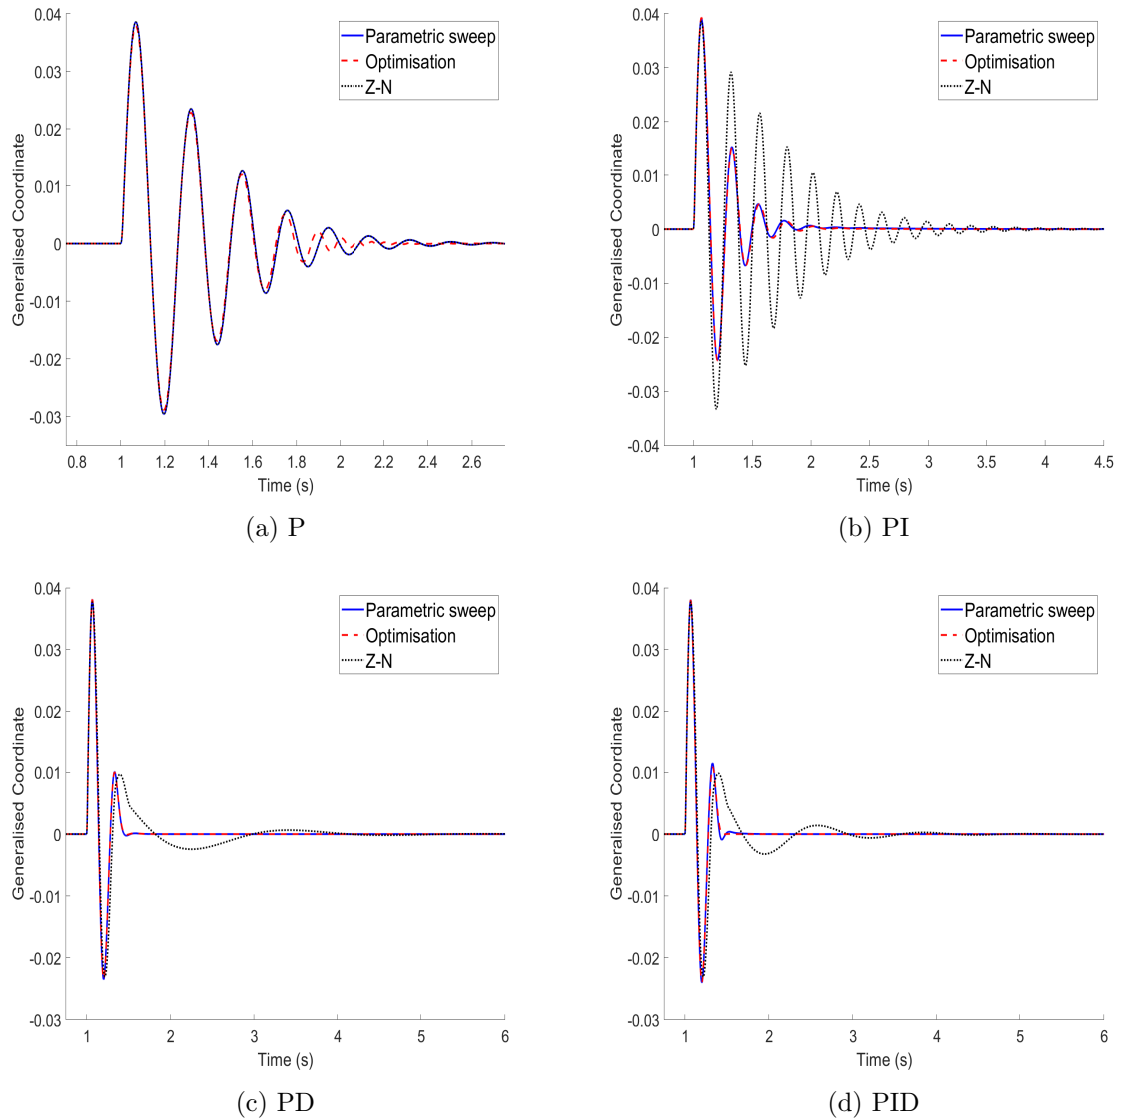 0.04
0.03
0.02
0.01
0
-0.01
-0.02
-0.03
Generalised Coordinate
Parametric sweep
Optimisation
Z-N
0.8 1 1.2 1.4 1.6 1.8 2 2.2 2.4 2.6
Time (s)
(a) P
0.04
0.03
0.02
0.01
0
-0.01
-0.02
-0.03
-0.04
Generalised Coordinate
Parametric sweep
Optimisation
Z-N
1 1.5 2 2.5 3 3.5 4 4.5
Time (s)
(b) PI
0.04
0.03
0.02
0.01
0
-0.01
-0.02
-0.03
Generalised Coordinate
Parametric sweep
Optimisation
Z-N
1 2 3 4 5 6
Time (s)
(c) PD
0.04
0.03
0.02
0.01
0
-0.01
-0.02
-0.03
Generalised Coordinate
Parametric sweep
Optimisation
Z-N
1 2 3 4 5 6
Time (s)
(d) PID